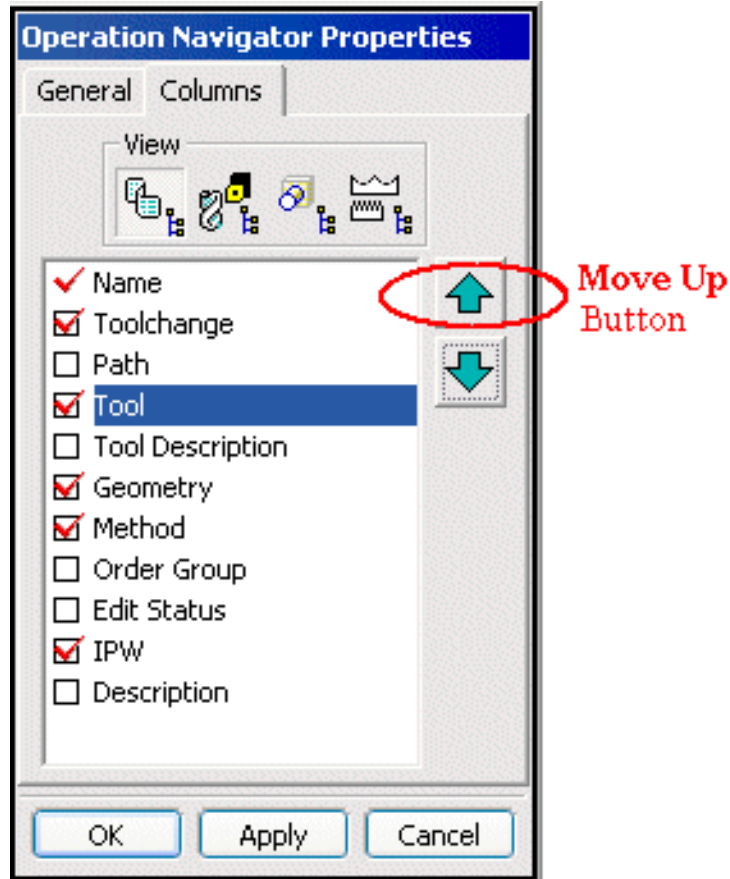 Operation Navigator Properties
General Columns
View
Name
Move Up
Button
Toolchange
Path
Tool
Tool Description
Geometry
Method
Order Group
Edit Status
IPW
Description
OK Apply Cancel